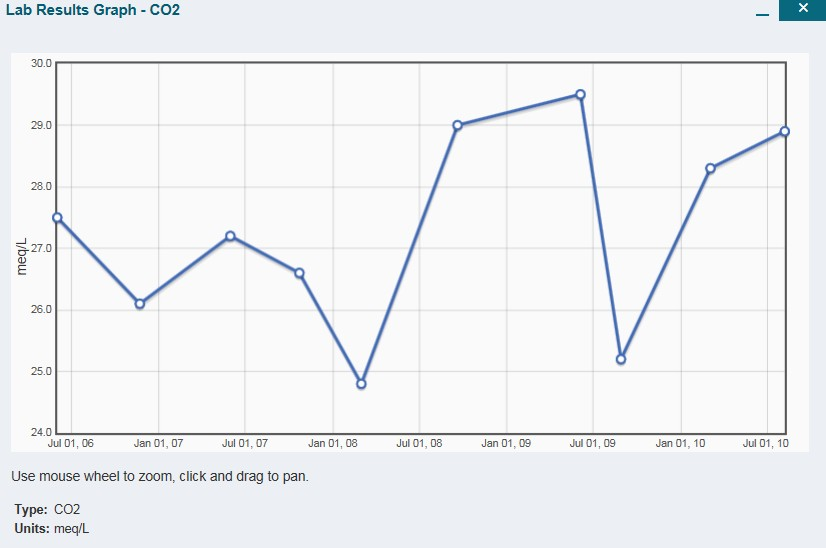 Lab Results Graph - CO2
30.0
29.0
28.0
27.0
26.0
25.0
24.0
meq/L
Jul 01, 06 Jan 01, 07 Jul 01, 07 Jan 01, 08 Jul 01, 08 Jan 01, 09 Jul 01, 09 Jan 01, 10 Jul 01, 10
Use mouse wheel to zoom, click and drag to pan.
Type: CO2
Units: meq/L